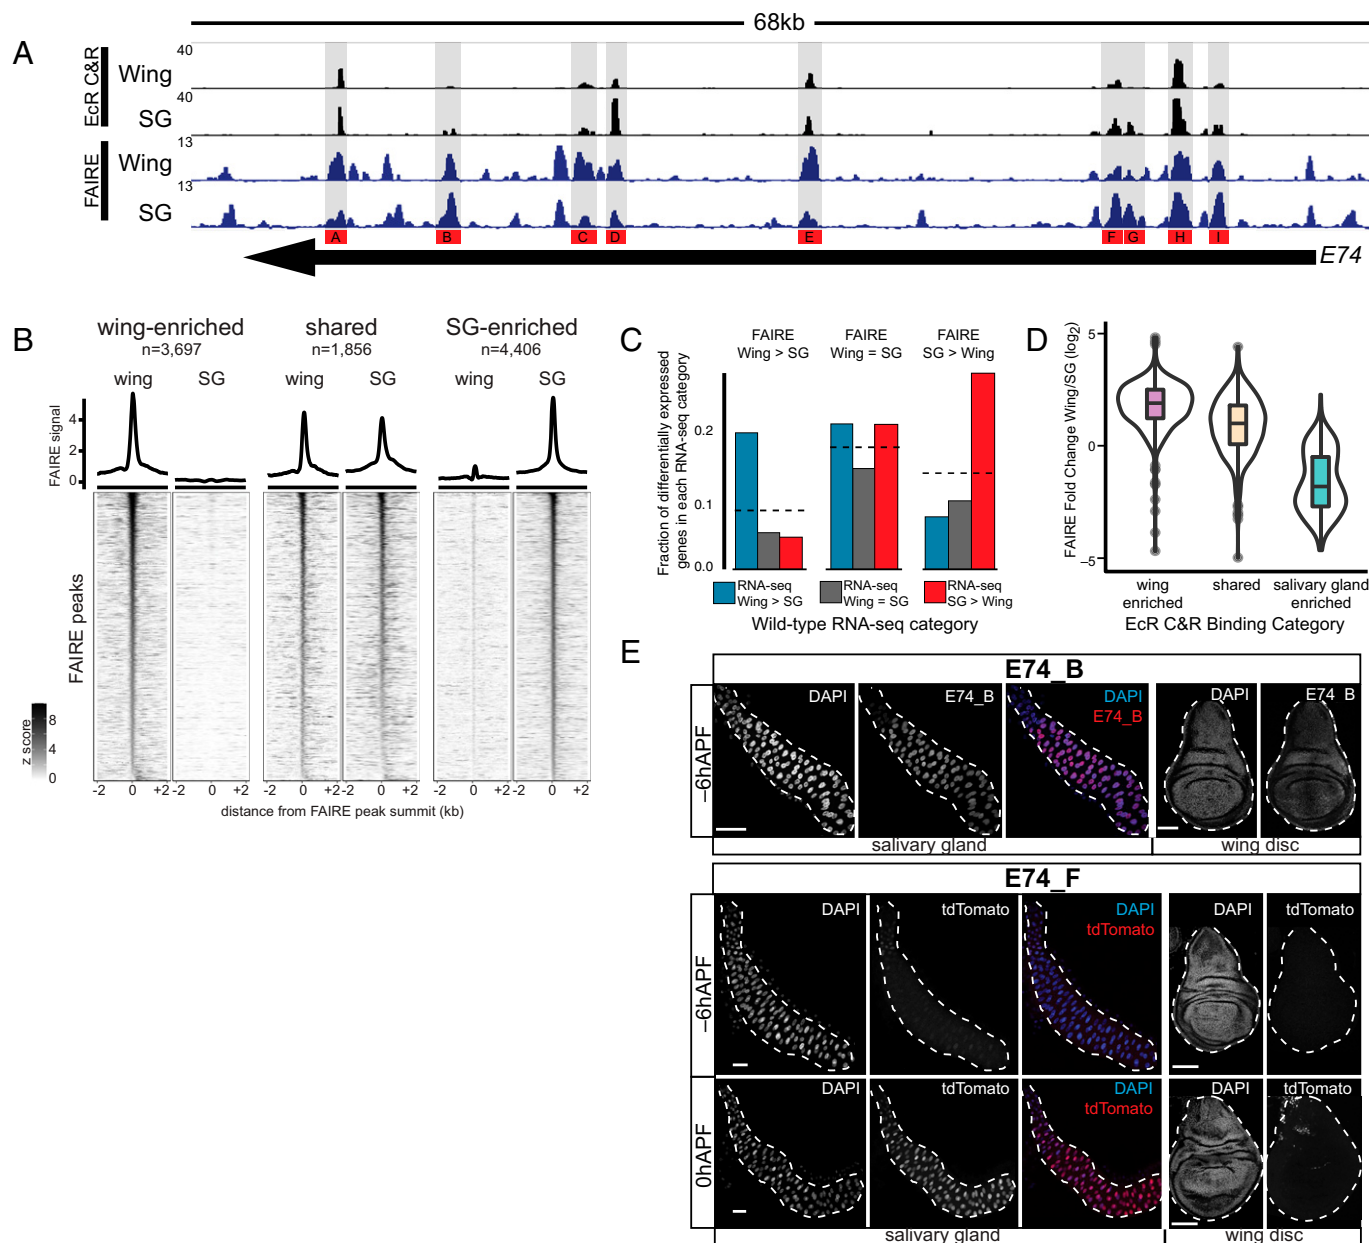 A
68kb
EcR C&R
Wing
40
SG
40
FAIRE
Wing
13
SG
13
A B C D E F G H I
E74
B
wing-enriched
n=3,697
shared
n=1,856
SG-enriched
n=4,406
wing SG wing SG wing SG
FAIRE signal
4
2
0
FAIRE peaks
z score
8
4
0
-2 0 +2 -2 0 +2 -2 0 +2 -2 0 +2 -2 0 +2 -2 0 +2
distance from FAIRE peak summit (kb)
C
FAIRE
Wing > SG
FAIRE
Wing = SG
FAIRE
SG > Wing
Fraction of differentially expressed
genes in each RNA-seq category
0.2
0.1
0.0
RNA-seq
Wing > SG
RNA-seq
Wing = SG
RNA-seq
SG > Wing
Wild-type RNA-seq category
D
FAIRE Fold Change Wing/SG (log2)
5
0
−5
wing
enriched
shared
salivary gland
enriched
EcR C&R Binding Category
E
E74_B
−6hAPF
DAPI
E74_B
DAPI
E74_B
DAPI
E74_B
salivary gland
wing disc
E74_F
−6hAPF
DAPI
tdTomato
DAPI
tdTomato
DAPI
tdTomato
0hAPF
DAPI
tdTomato
DAPI
tdTomato
DAPI
tdTomato
salivary gland
wing disc